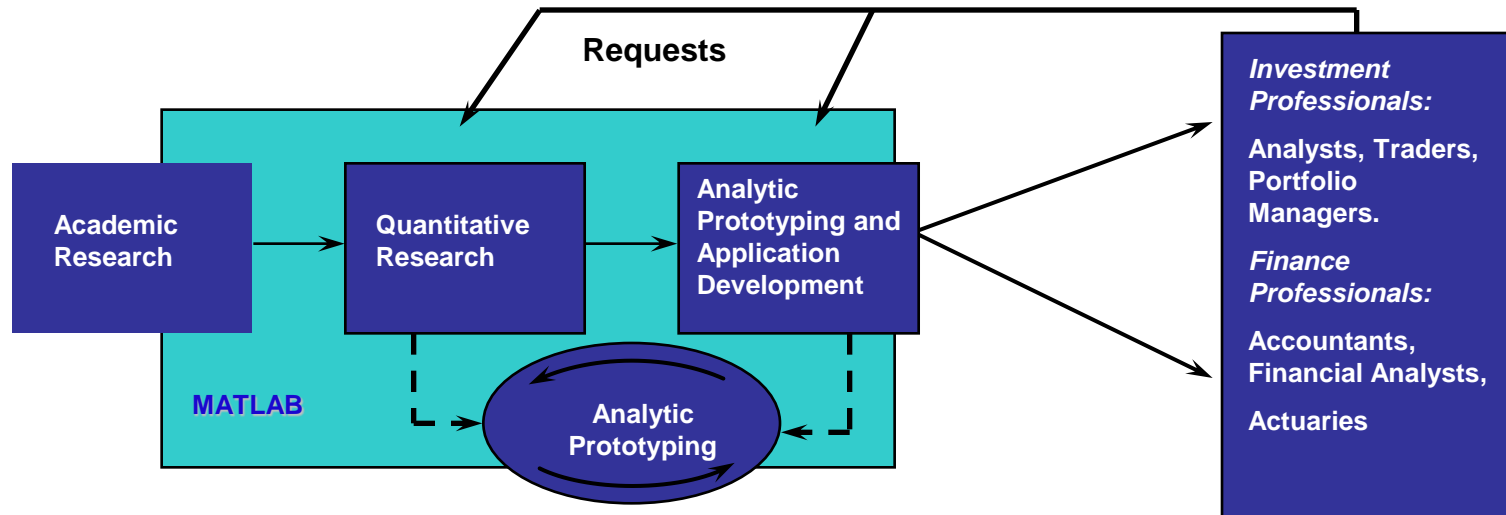 Requests
Academic
Research
Quantitative
Research
Analytic
Prototyping and
Application
Development
MATLAB
Analytic
Prototyping
Investment
Professionals:
Analysts, Traders,
Portfolio
Managers.
Finance
Professionals:
Accountants,
Financial Analysts,
Actuaries